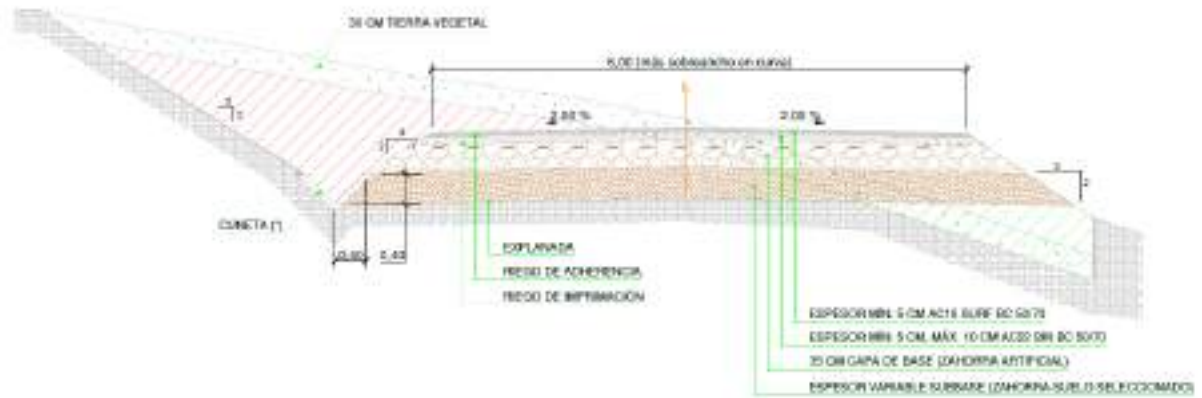 30 CM TIERRA VEGETAL
6,00 (más sobreancho en curva)
2.00 % 2.00 %
CUNETA (*)
0,40
EXPLANADA
RIEGO DE ADHERENCIA
RIEGO DE IMPRIMACIÓN
ESPESOR MÍN. 5 CM AC16 SURF BC 50/70
ESPESOR MÍN. 5 CM, MÁX. 10 CM AC22 BIN BC 50/70
35 CM CAPA DE BASE (ZAHORRA ARTIFICIAL)
ESPESOR VARIABLE SUBBASE (ZAHORRA-SUELO SELECCIONADO)